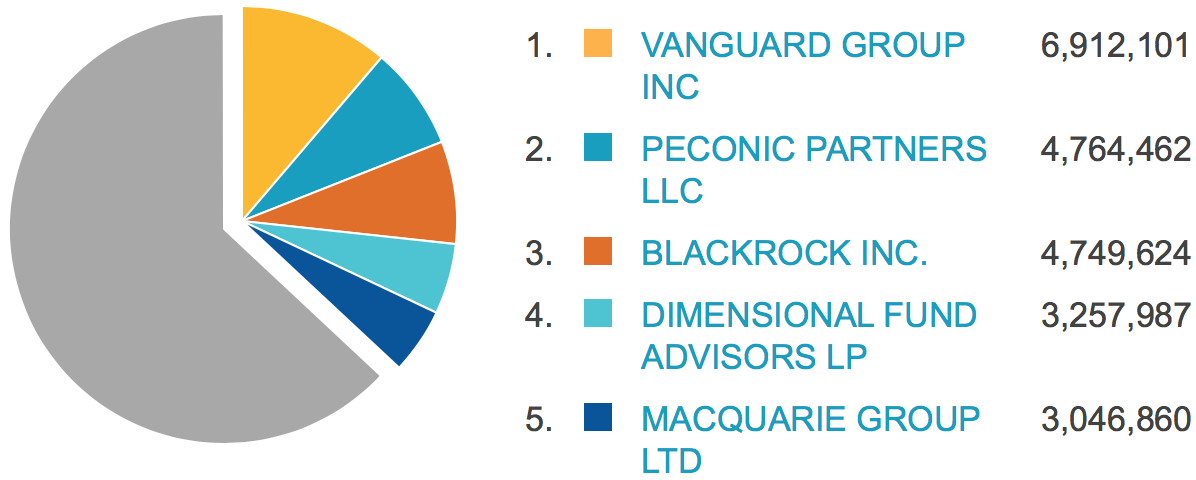 1. VANGUARD GROUP 6,912,101
INC
2. PECONIC PARTNERS 4,764,462
LLC
3. BLACKROCK INC. 4,749,624
4. DIMENSIONAL FUND 3,257,987
ADVISORS LP
5. MACQUARIE GROUP 3,046,860
LTD